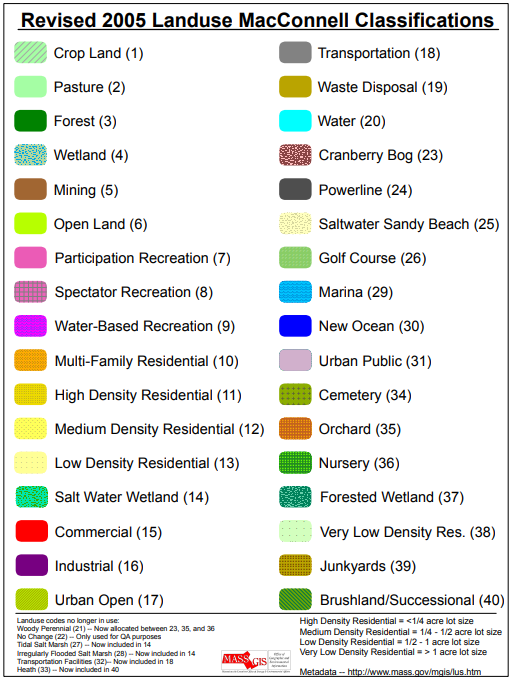 Revised 2005 Landuse MacConnell Classifications
Crop Land (1)
Pasture (2)
Forest (3)
Wetland (4)
Mining (5)
Open Land (6)
Participation Recreation (7)
Spectator Recreation (8)
Water-Based Recreation (9)
Multi-Family Residential (10)
High Density Residential (11)
Medium Density Residential (12)
Low Density Residential (13)
Salt Water Wetland (14)
Commercial (15)
Industrial (16)
Urban Open (17)
Transportation (18)
Waste Disposal (19)
Water (20)
Cranberry Bog (23)
Powerline (24)
Saltwater Sandy Beach (25)
Golf Course (26)
Marina (29)
New Ocean (30)
Urban Public (31)
Cemetery (34)
Orchard (35)
Nursery (36)
Forested Wetland (37)
Very Low Density Res. (38)
Junkyards (39)
Brushland/Successional (40)
Landuse codes no longer in use:
Woody Perennial (21) -- Now allocated between 23, 35, and 36
No Change (22) -- Only used for QA purposes
Tidal Salt Marsh (27) -- Now included in 14
Irregularly Flooded Salt Marsh (28) -- Now included in 14
Transportation Facilities (32)-- Now included in 18
Heath (33) -- Now included in 40
MASSGIS
High Density Residential = <1/4 acre lot size
Medium Density Residential = 1/4 - 1/2 acre lot size
Low Density Residential = 1/2 - 1 acre lot size
Very Low Density Residential = > 1 acre lot size
Metadata -- http://www.mass.gov/mgis/lus.htm